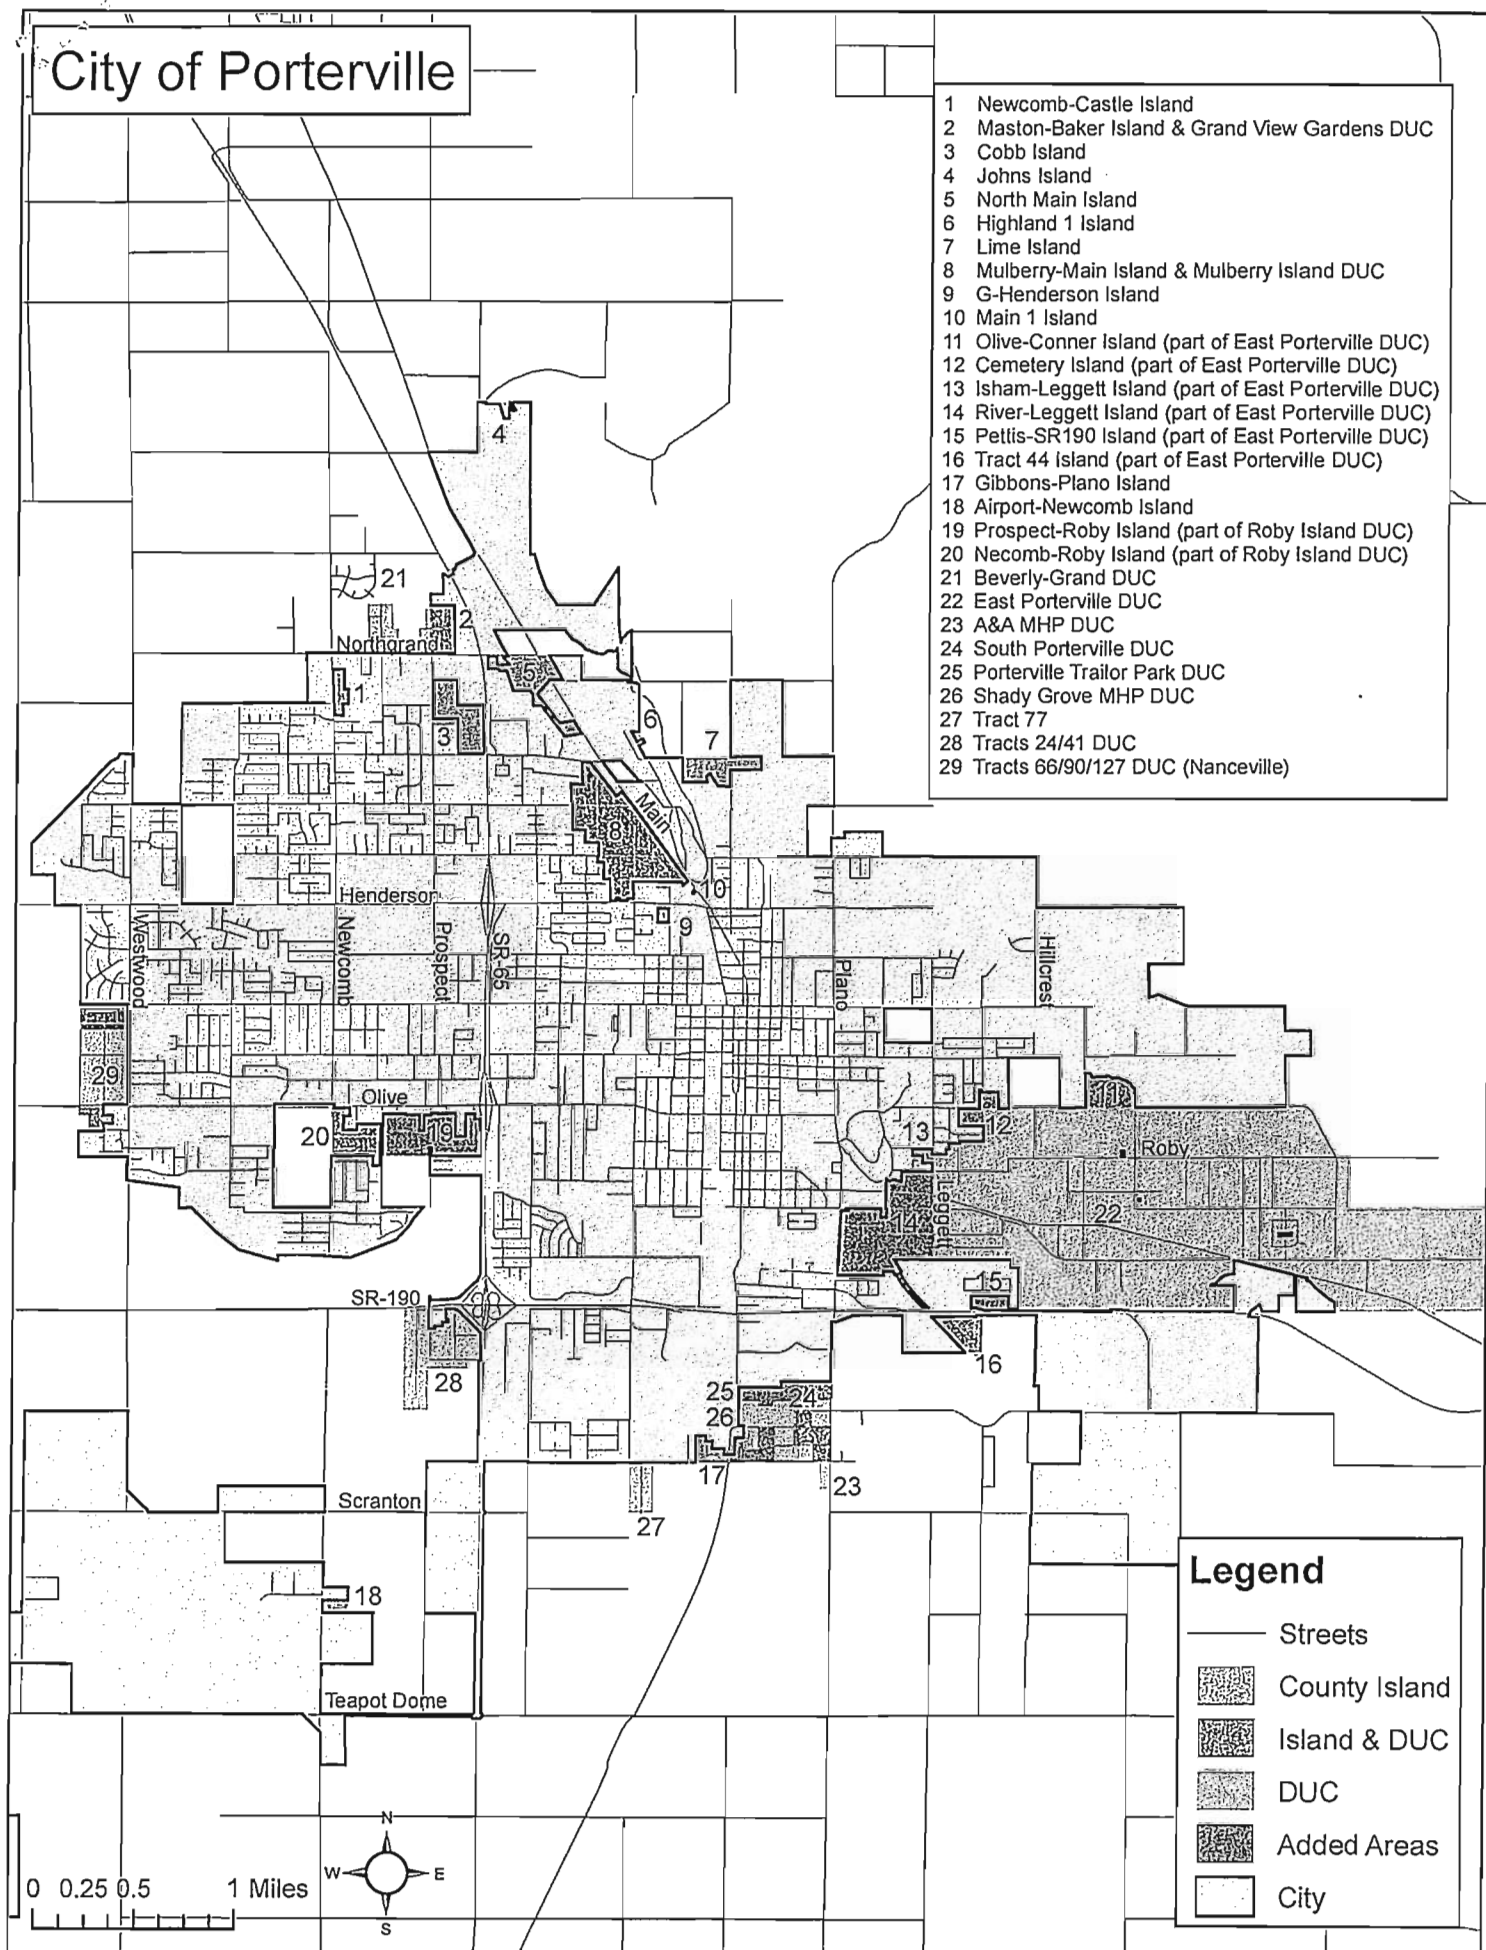 City of Porterville
1 Newcomb-Castle Island
2 Maston-Baker Island & Grand View Gardens DUC
3 Cobb Island
4 Johns Island
5 North Main Island
6 Highland 1 Island
7 Lime Island
8 Mulberry-Main Island & Mulberry Island DUC
9 G-Henderson Island
10 Main 1 Island
11 Olive-Conner Island (part of East Porterville DUC)
12 Cemetery Island (part of East Porterville DUC)
13 Isham-Leggett Island (part of East Porterville DUC)
14 River-Leggett Island (part of East Porterville DUC)
15 Pettis-SR190 Island (part of East Porterville DUC)
16 Tract 44 Island (part of East Porterville DUC)
17 Gibbons-Plano Island
18 Airport-Newcomb Island
19 Prospect-Roby Island (part of Roby Island DUC)
20 Necomb-Roby Island (part of Roby Island DUC)
21 Beverly-Grand DUC
22 East Porterville DUC
23 A&A MHP DUC
24 South Porterville DUC
25 Porterville Trailor Park DUC
26 Shady Grove MHP DUC
27 Tract 77
28 Tracts 24/41 DUC
29 Tracts 66/90/127 DUC (Nanceville)
4
21
2
Northgrand
5
1
6
3
7
Main
8
Henderson
10
9
Westwood
Newcomb
Prospect
SR-65
Plano
Hillcrest
29
Olive
11
20
19
13
12
Roby
Leggett
14
22
15
SR-190
16
28
25
24
26
17
23
Scranton
27
18
Teapot Dome
Legend
Streets
County Island
Island & DUC
DUC
Added Areas
City
N
W
E
S
0 0.25 0.5 1 Miles